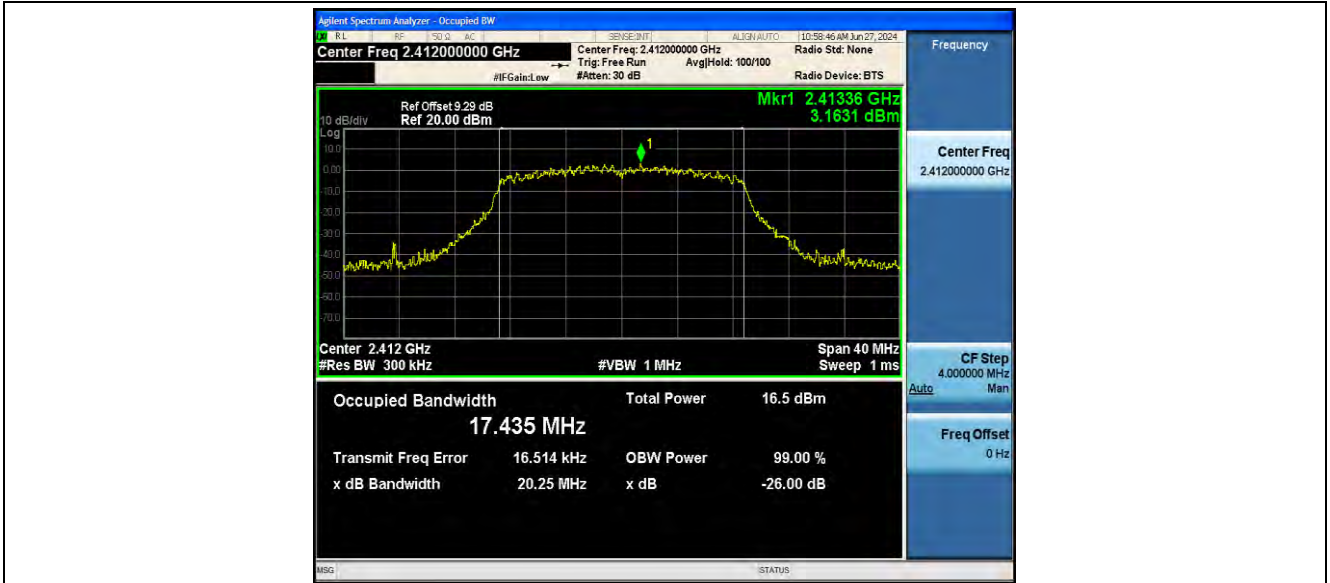 Agilent Spectrum Analyzer - Occupied BW
RL RF 50 Ω AC SENSE:INT ALIGN AUTO 10:58:46 AM Jun 27, 2024
Center Freq 2.412000000 GHz
Center Freq: 2.412000000 GHz Radio Std: None
Trig: Free Run Avg|Hold: 100/100
#IFGain:Low #Atten: 30 dB Radio Device: BTS
Frequency
Mkr1 2.41336 GHz
3.1631 dBm
Ref Offset 9.29 dB
10 dB/div Ref 20.00 dBm
Log
10.0
0.00
-10.0
-20.0
-30.0
-40.0
-50.0
-60.0
-70.0
1
Center 2.412 GHz Span 40 MHz
#Res BW 300 kHz #VBW 1 MHz Sweep 1 ms
Center Freq
2.412000000 GHz
CF Step
4.000000 MHz
Auto Man
Freq Offset
0 Hz
Occupied Bandwidth Total Power 16.5 dBm
17.435 MHz
Transmit Freq Error 16.514 kHz OBW Power 99.00 %
x dB Bandwidth 20.25 MHz x dB -26.00 dB
MSG STATUS